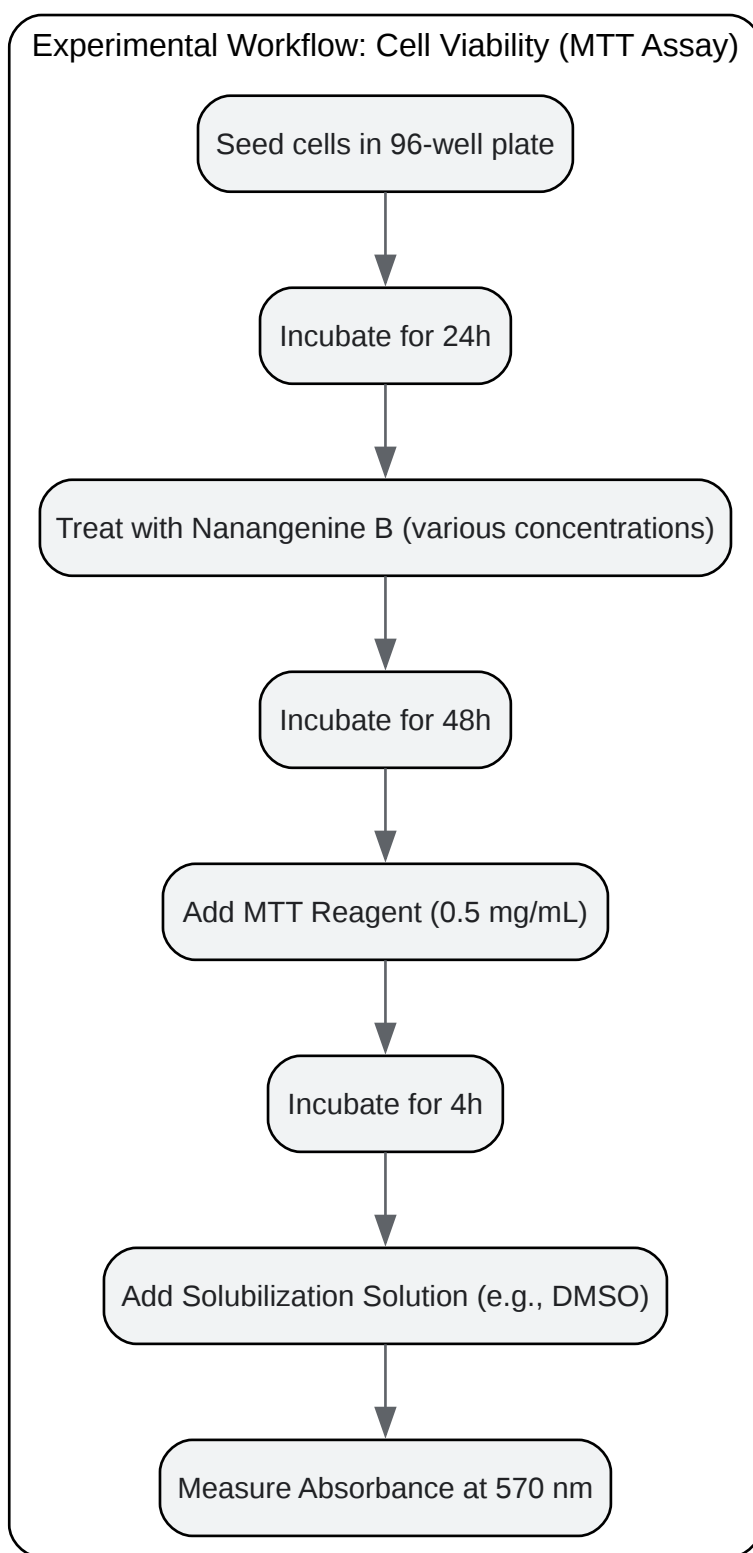 Experimental Workflow: Cell Viability (MTT Assay)
Seed cells in 96-well plate
Incubate for 24h
Treat with Nanangenine B (various concentrations)
Incubate for 48h
Add MTT Reagent (0.5 mg/mL)
Incubate for 4h
Add Solubilization Solution (e.g., DMSO)
Measure Absorbance at 570 nm